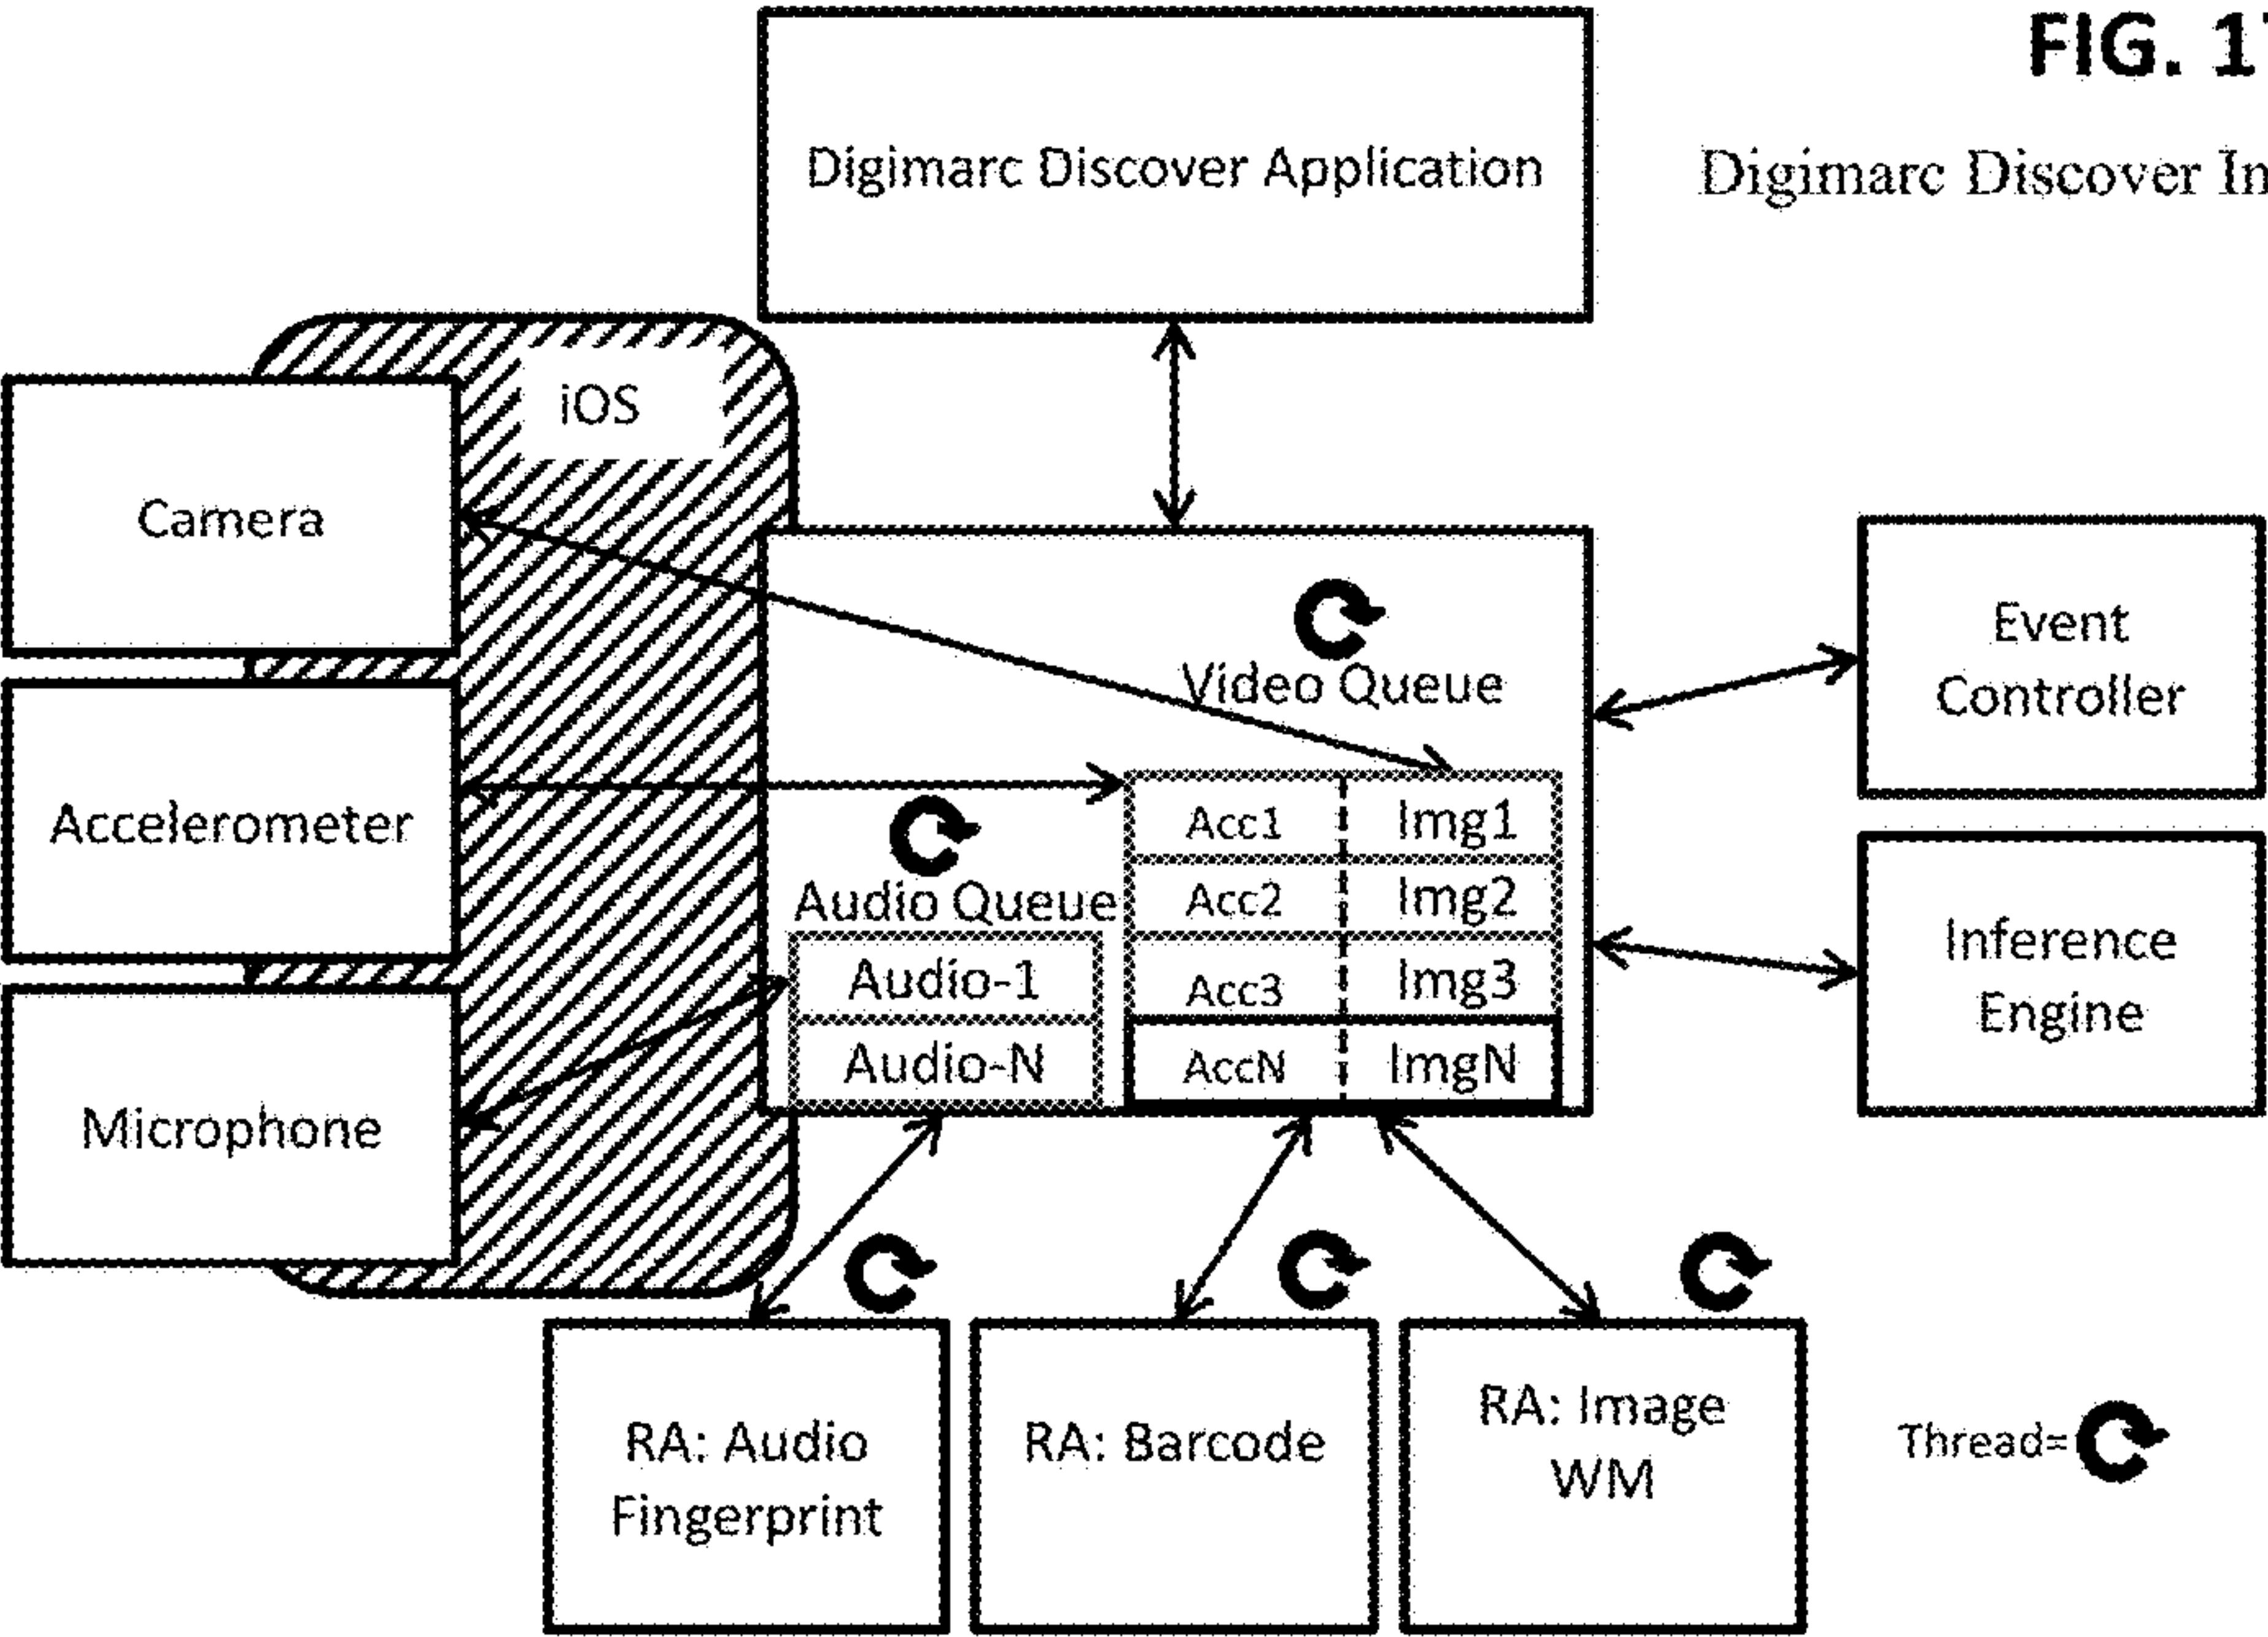 FIG. 1
Digimarc Discover Application
Digimarc Discover In
iOS
Camera
Video Queue
Event
Controller
Accelerometer
Acc1 Img1
Audio Queue
Acc2 Img2
Audio-1
Acc3 Img3
Audio-N
AccN ImgN
Inference
Engine
Microphone
RA: Audio
Fingerprint
RA: Barcode
RA: Image
WM
Thread=